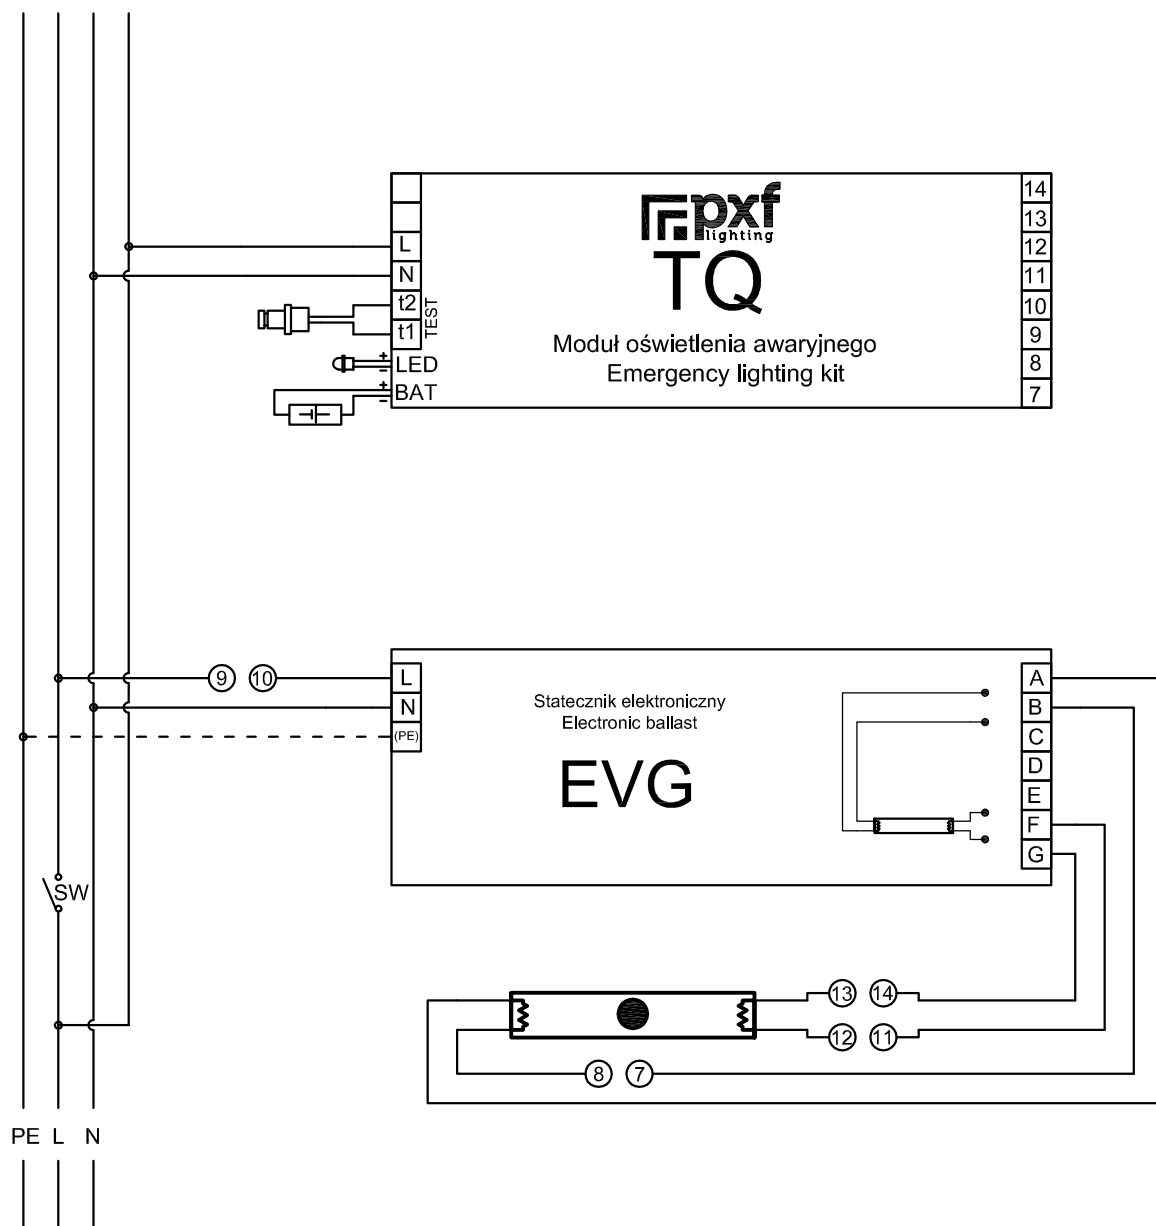 pxf
lighting
TQ
Moduł oświetlenia awaryjnego
Emergency lighting kit
L
N
t2
t1
TEST
+
-
LED
+
-
BAT
14
13
12
11
10
9
8
7
9 10
L
N
(PE)
Statecznik elektroniczny
Electronic ballast
EVG
A
B
C
D
E
F
G
SW
13 14
12 11
8 7
PE L N